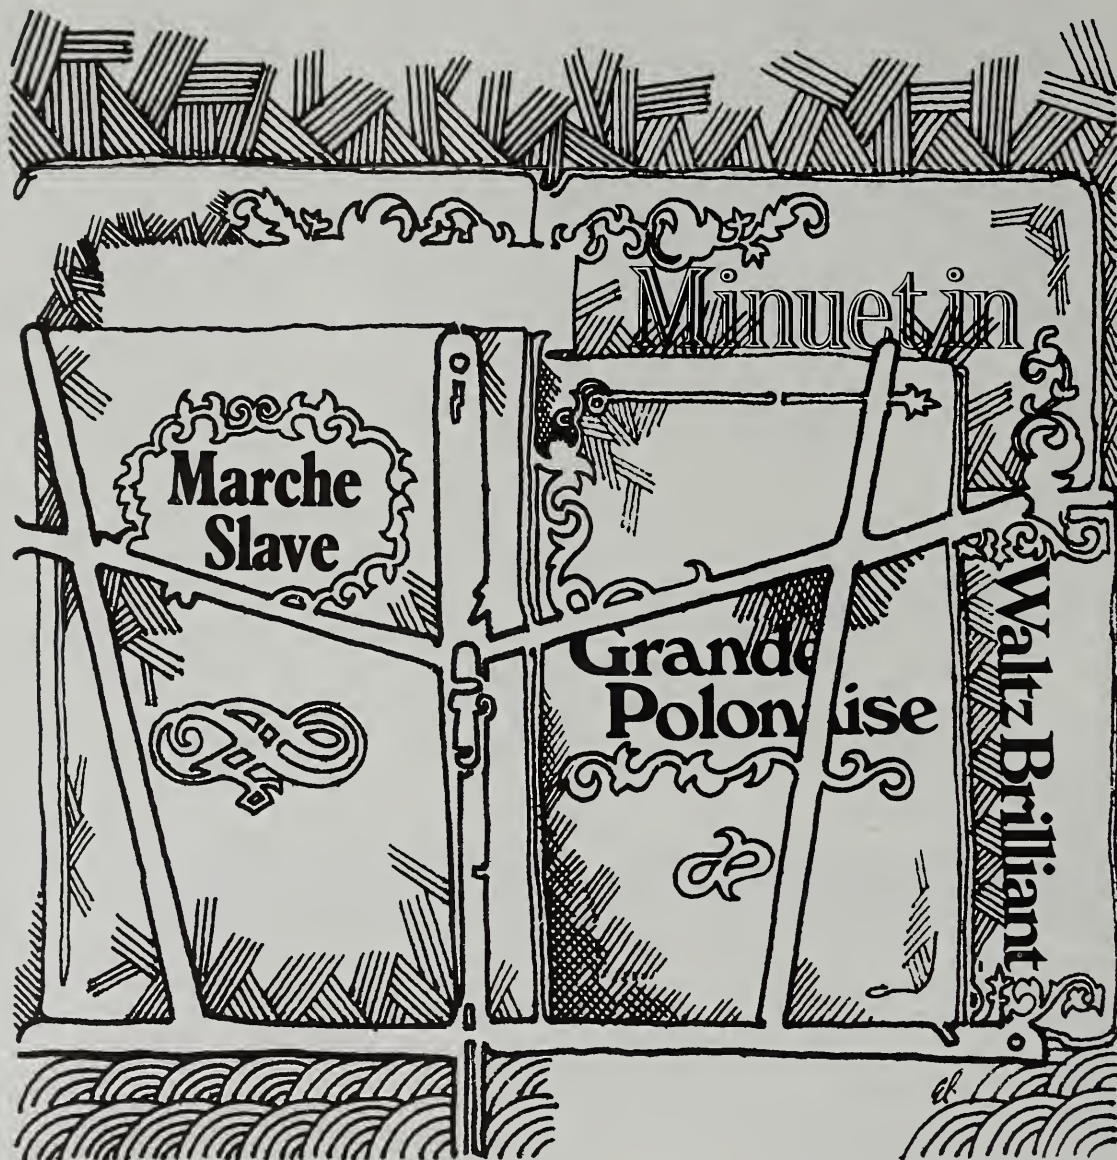 Minuet in
Marche
Slave
Grande
Polonaise
Waltz Brilliant